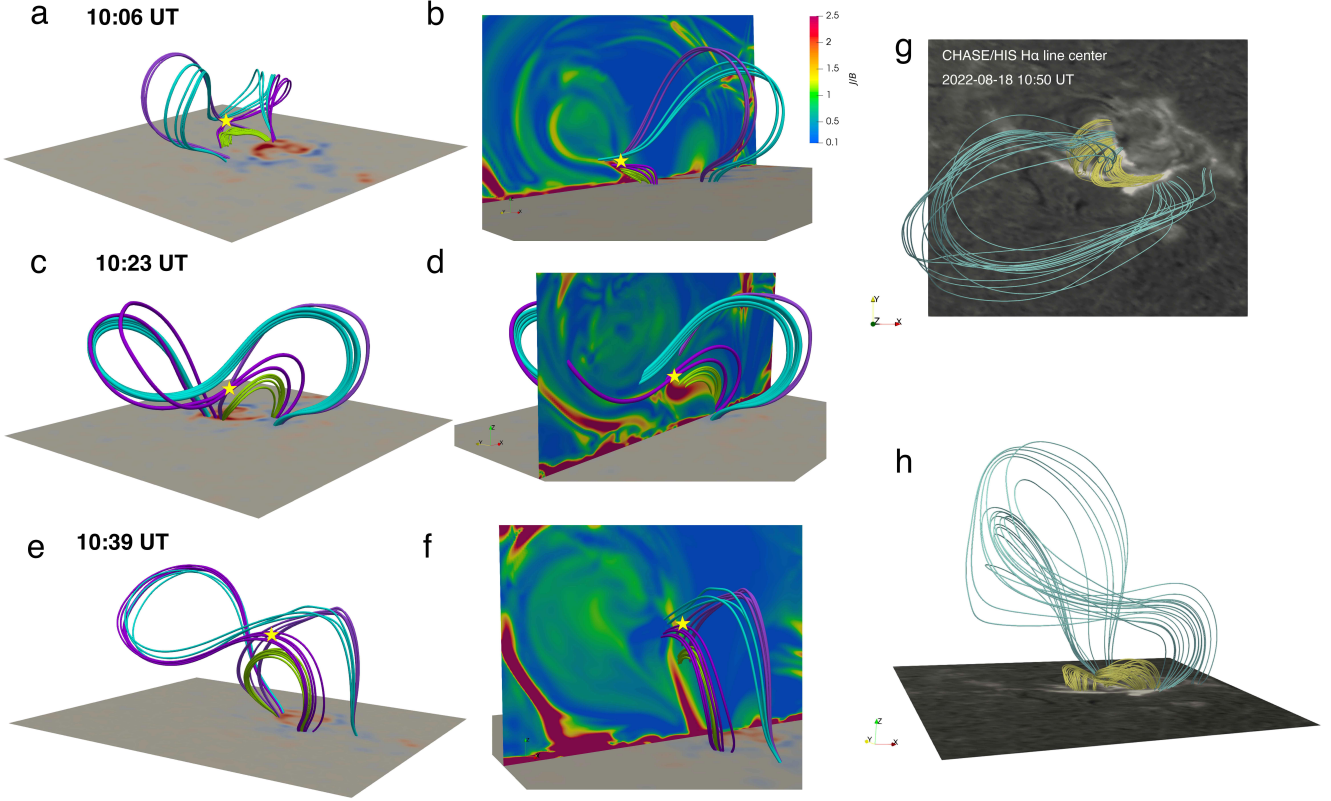 a
10:06 UT
b
2.5
2
1.5
1
0.5
0.1
J/B
g
CHASE/HIS Hα line center
2022-08-18 10:50 UT
c
10:23 UT
d
Z
Y
X
Y
Z
X
e
10:39 UT
f
h
Z
Y
X